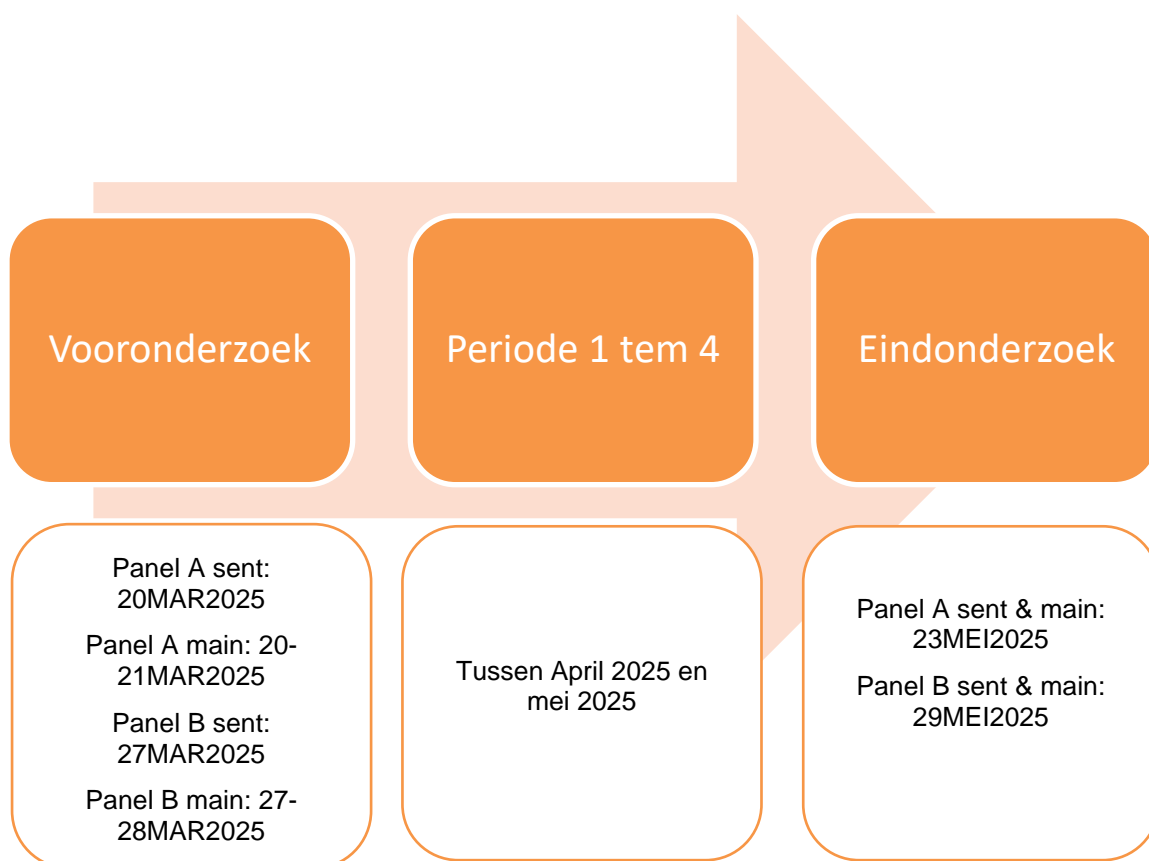 Vooronderzoek
Periode 1 tem 4
Eindonderzoek
Panel A sent:
20MAR2025
Panel A main: 20-
21MAR2025
Panel B sent:
27MAR2025
Panel B main: 27-
28MAR2025
Tussen April 2025 en
mei 2025
Panel A sent & main:
23MEI2025
Panel B sent & main:
29MEI2025